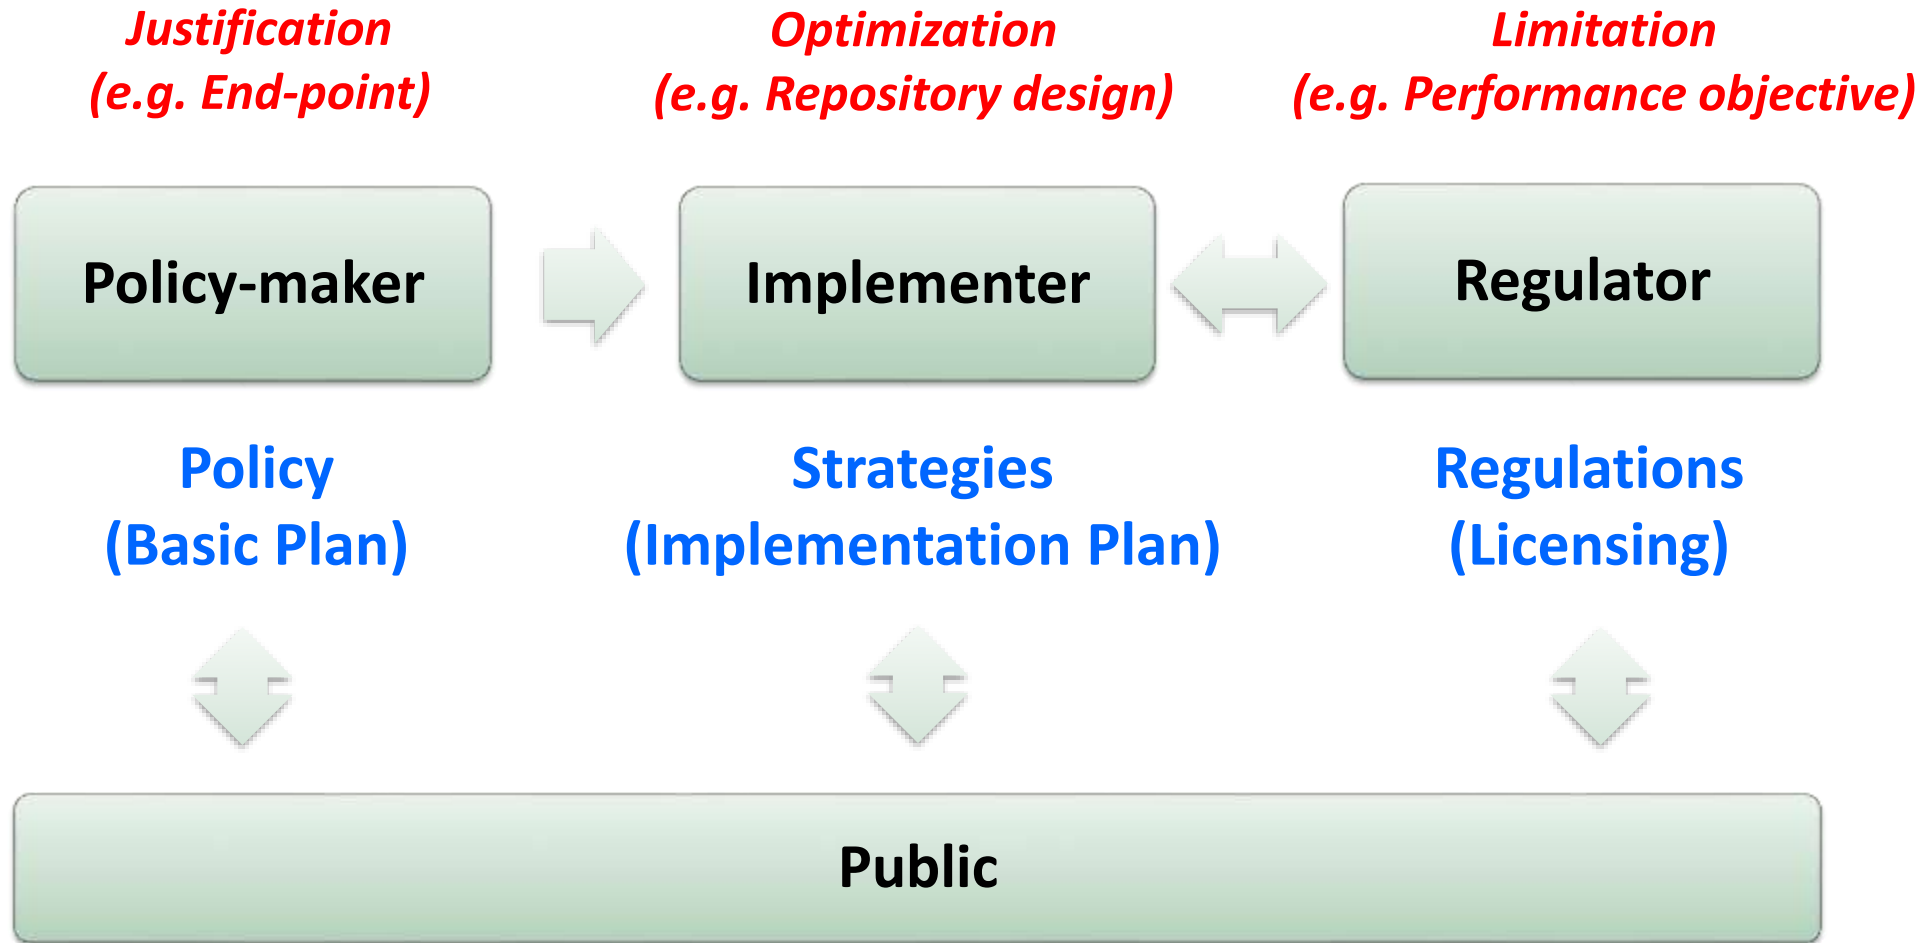 Justification
(e.g. End-point)
Optimization
(e.g. Repository design)
Limitation
(e.g. Performance objective)
Policy-maker
Implementer
Regulator
Policy
(Basic Plan)
Strategies
(Implementation Plan)
Regulations
(Licensing)
Public